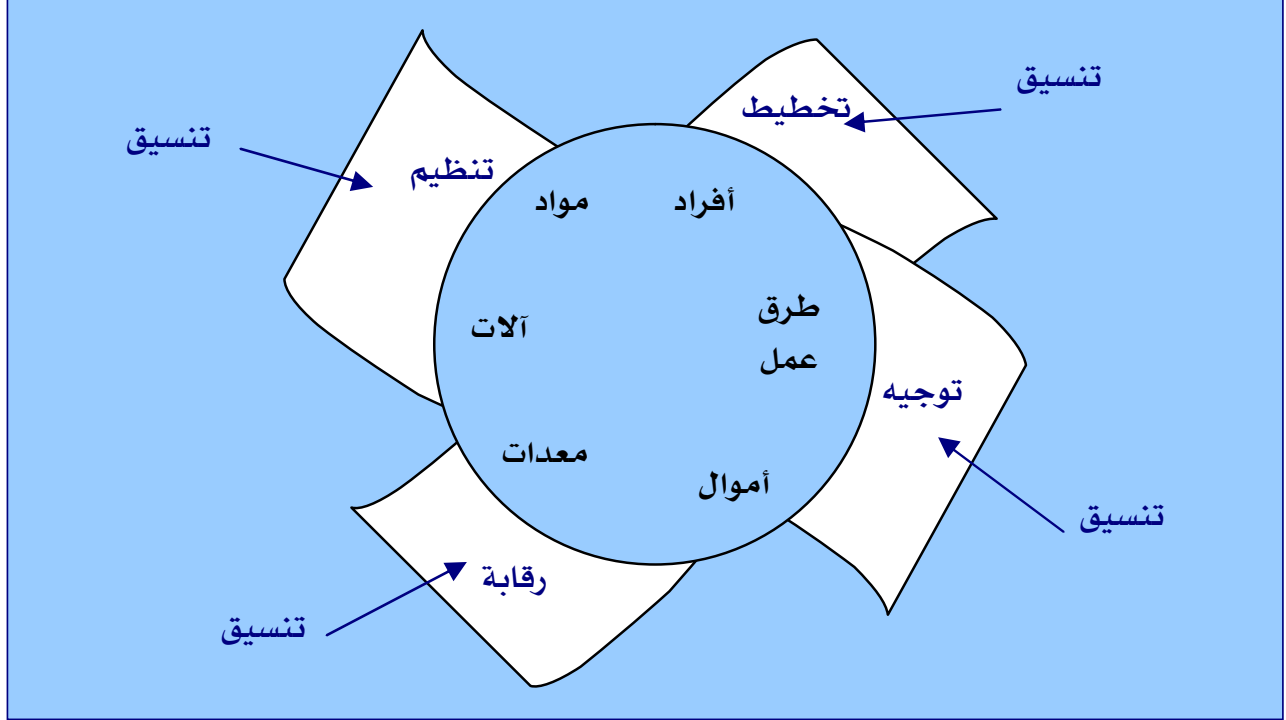 تنسيق
تخطيط
تنسيق
تنظيم
أفراد
مواد
طرق
عمل
آلات
توجيه
معدات
أموال
تنسيق
رقابة
تنسيق